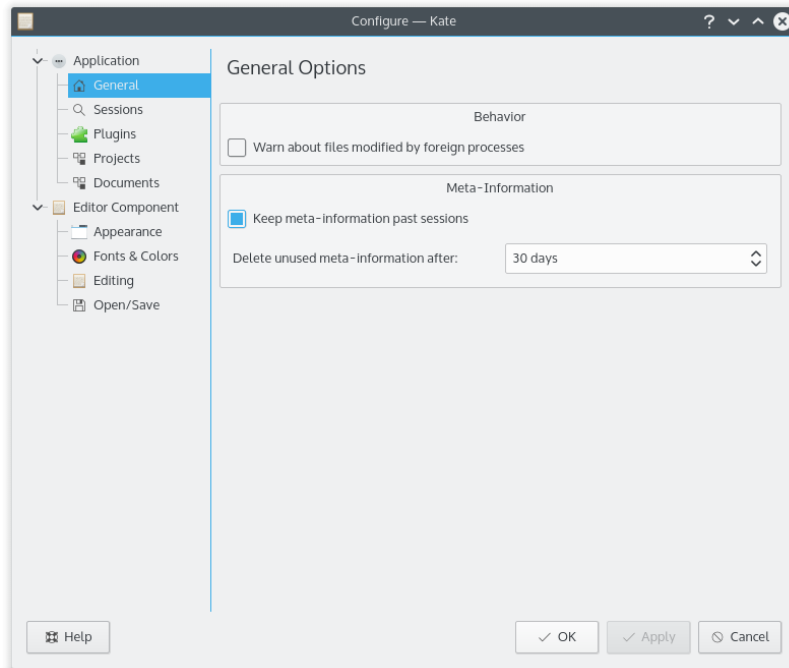 Configure — Kate
Application
General
Sessions
Plugins
Projects
Documents
Editor Component
Appearance
Fonts & Colors
Editing
Open/Save
General Options
Behavior
Warn about files modified by foreign processes
Meta-Information
Keep meta-information past sessions
Delete unused meta-information after: 30 days
Help OK Apply Cancel